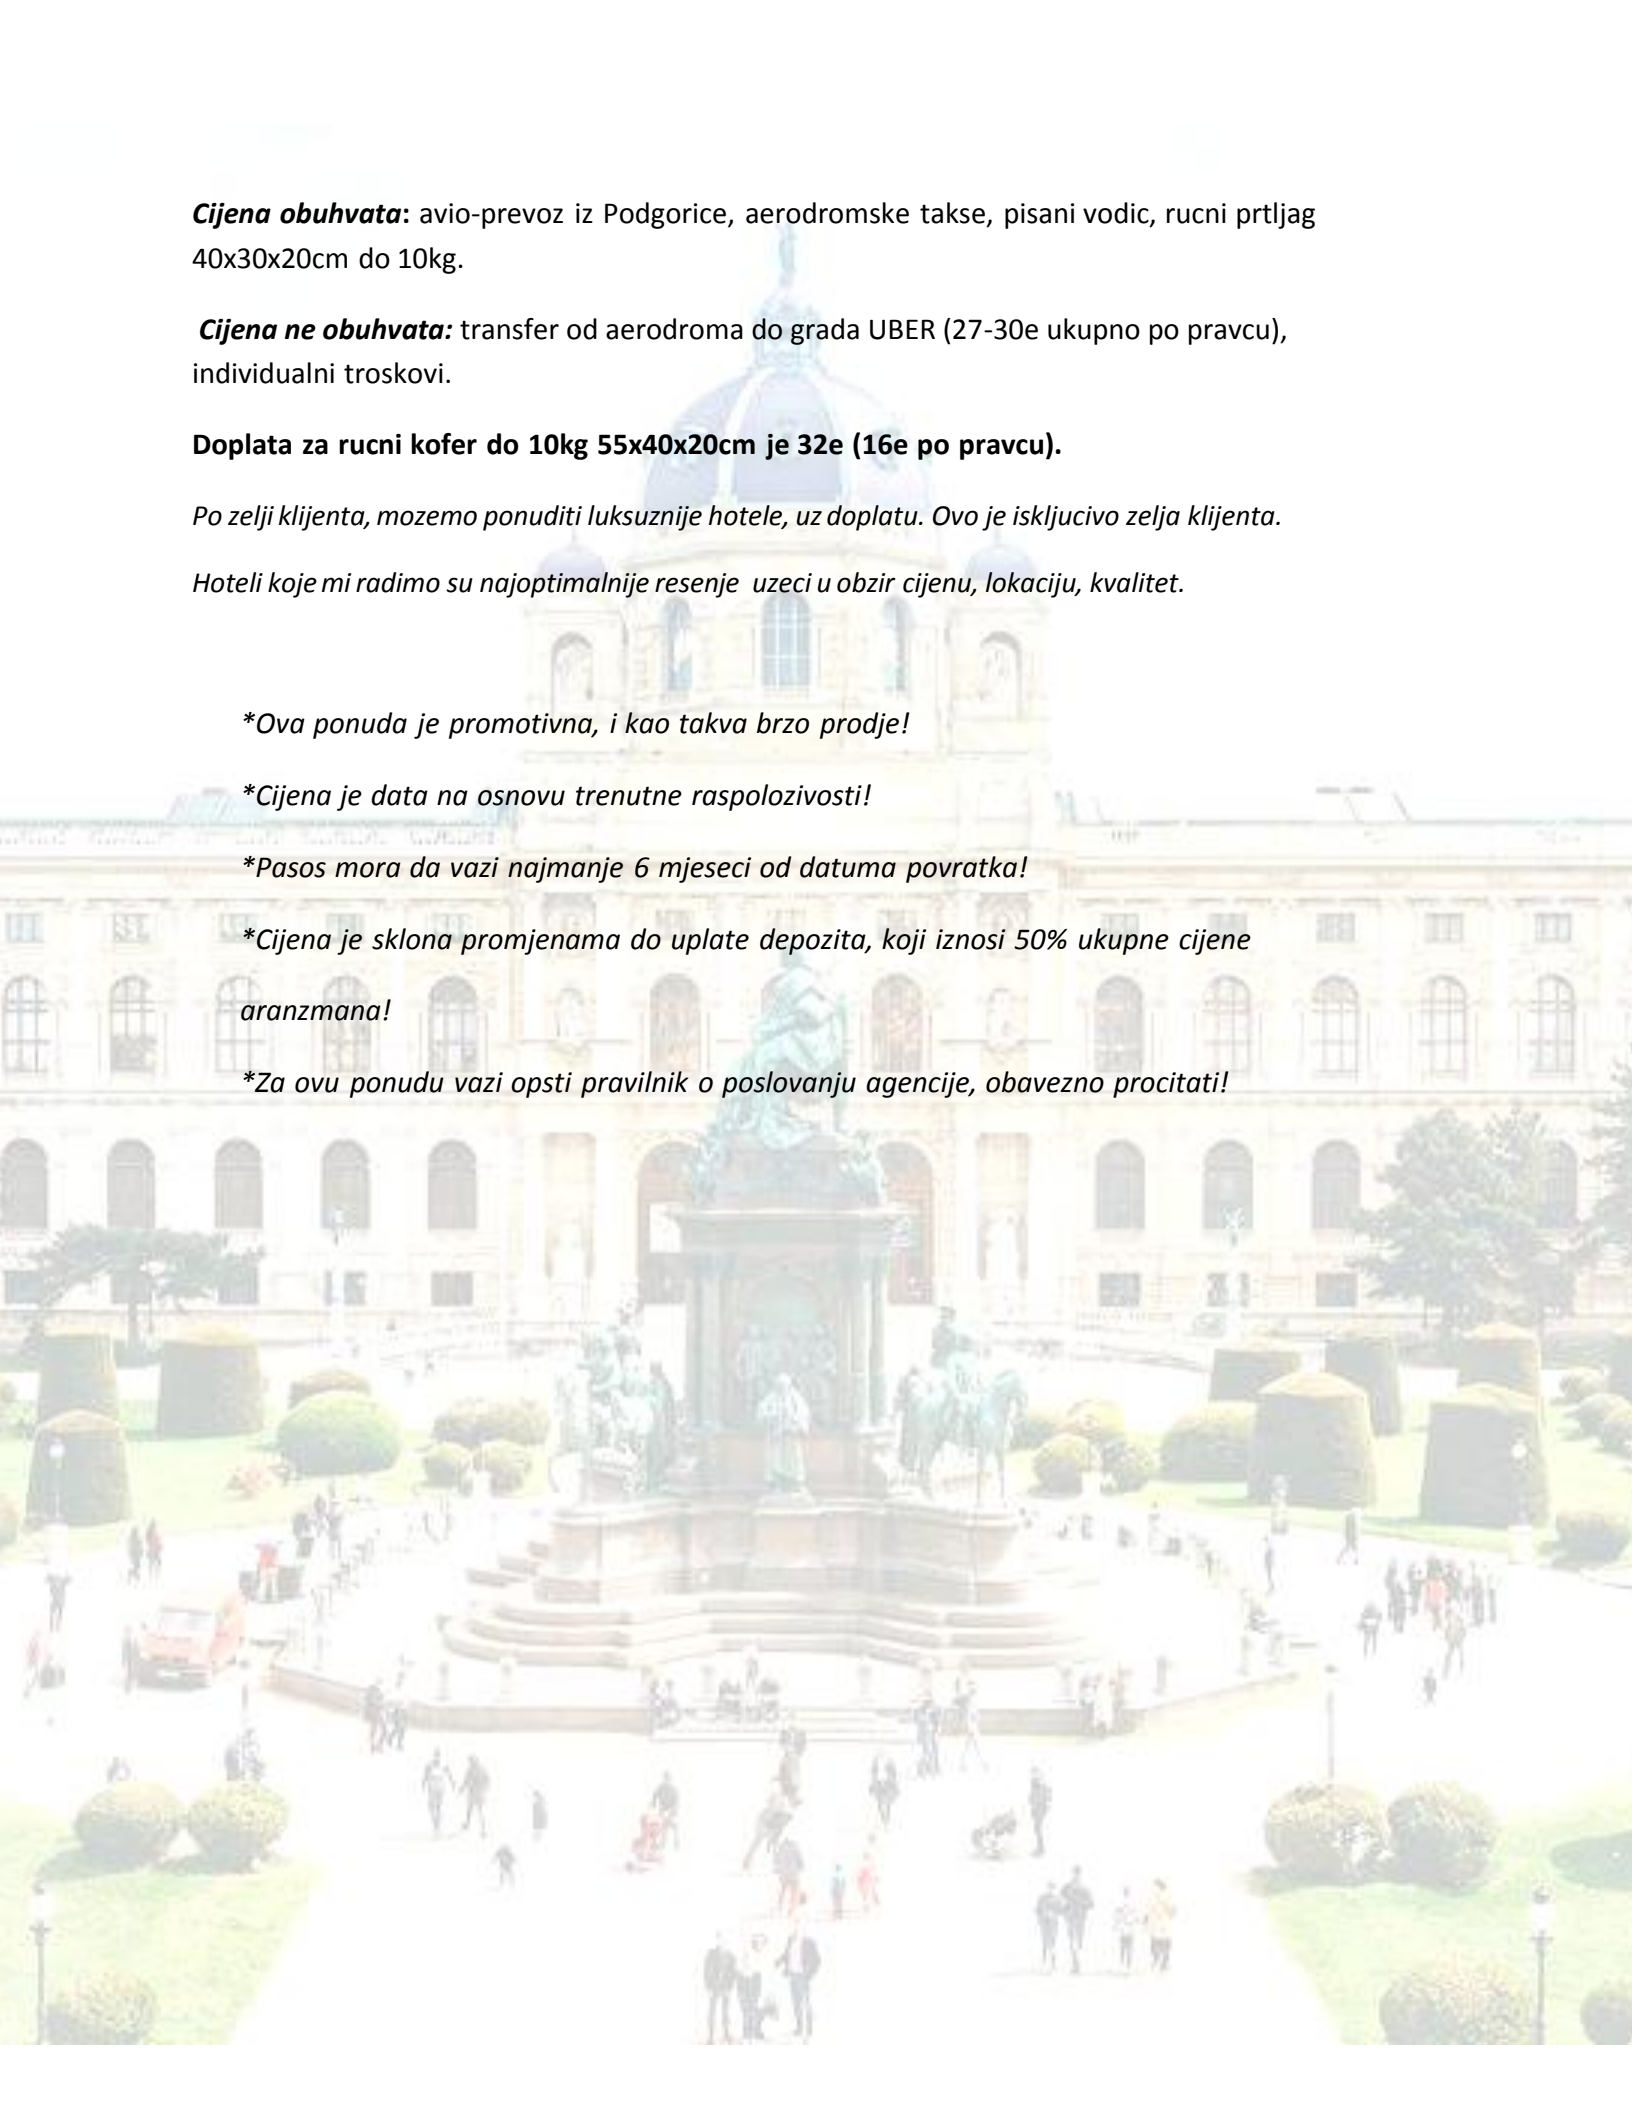 Cijena obuhvata: avio-prevoz iz Podgorice, aerodromske takse, pisani vodic, rucni prtljag
40x30x20cm do 10kg.
Cijena ne obuhvata: transfer od aerodroma do grada UBER (27-30e ukupno po pravcu),
individualni troskovi.
Doplata za rucni kofer do 10kg 55x40x20cm je 32e (16e po pravcu).
Po zelji klijenta, mozemo ponuditi luksuznije hotele, uz doplatu. Ovo je iskljucivo zelja klijenta.
Hoteli koje mi radimo su najoptimalnije resenje uzeci u obzir cijenu, lokaciju, kvalitet.
*Ova ponuda je promotivna, i kao takva brzo prodje!
*Cijena je data na osnovu trenutne raspolozivosti!
*Pasos mora da vazi najmanje 6 mjeseci od datuma povratka!
*Cijena je sklona promjenama do uplate depozita, koji iznosi 50% ukupne cijene
aranzmana!
*Za ovu ponudu vazi opsti pravilnik o poslovanju agencije, obavezno procitati!